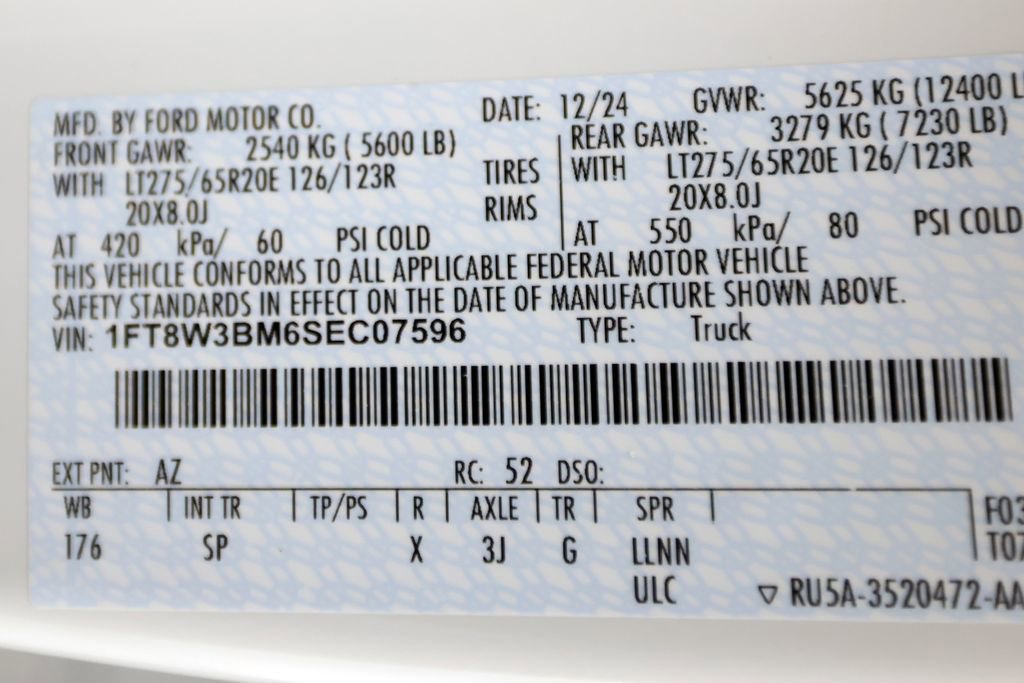 MFD. BY FORD MOTOR CO. DATE: 12/24 GVWR: 5625 KG (12400 L
FRONT GAWR: 2540 KG ( 5600 LB) REAR GAWR: 3279 KG ( 7230 LB)
WITH LT275/65R20E 126/123R TIRES WITH LT275/65R20E 126/123R
20X8.0J RIMS 20X8.0J
AT 420 kPa/ 60 PSI COLD AT 550 kPa/ 80 PSI COLD
THIS VEHICLE CONFORMS TO ALL APPLICABLE FEDERAL MOTOR VEHICLE
SAFETY STANDARDS IN EFFECT ON THE DATE OF MANUFACTURE SHOWN ABOVE.
VIN: 1FT8W3BM6SEC07596 TYPE: Truck
EXT PNT: AZ RC: 52 DSO:
WB INT TR TP/PS R AXLE TR SPR F03
176 SP X 3J G LLNN T07
ULC ▽ RU5A-3520472-AA